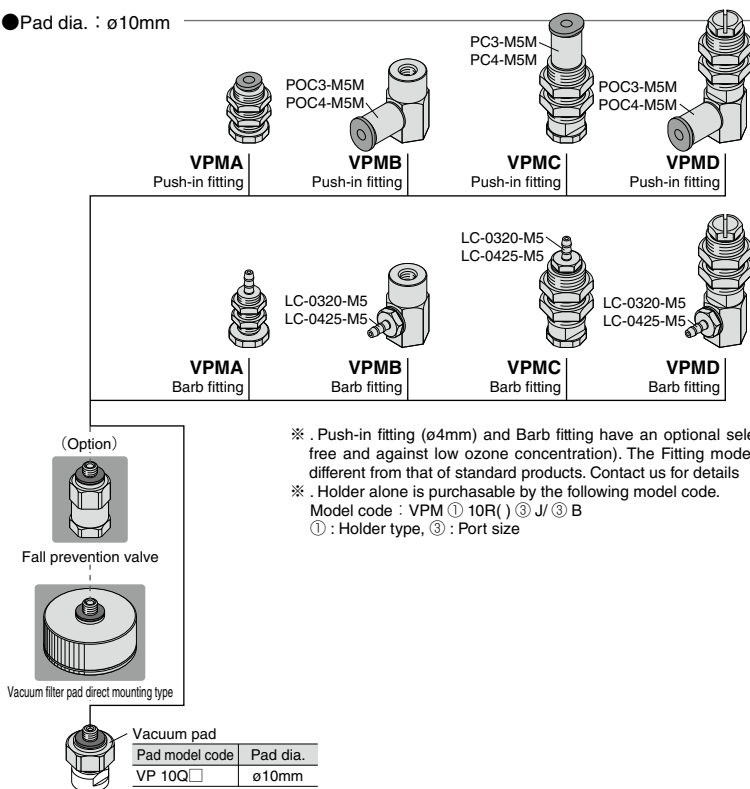 ●Pad dia. : ø10mm
PC3-M5M
PC4-M5M
POC3-M5M
POC4-M5M
POC3-M5M
POC4-M5M
VPMA
Push-in fitting
VPMB
Push-in fitting
VPMC
Push-in fitting
VPMD
Push-in fitting
LC-0320-M5
LC-0425-M5
LC-0320-M5
LC-0425-M5
LC-0320-M5
LC-0425-M5
VPMA
Barb fitting
VPMB
Barb fitting
VPMC
Barb fitting
VPMD
Barb fitting
※ . Push-in fitting (ø4mm) and Barb fitting have an optional sele
free and against low ozone concentration). The Fitting mode
different from that of standard products. Contact us for details
※ . Holder alone is purchasable by the following model code.
Model code : VPM ① 10R( ) ③ J/ ③ B
① : Holder type, ③ : Port size
(Option)
Fall prevention valve
Vacuum filter pad direct mounting type
Vacuum pad
Pad model code Pad dia.
VP 10Q□ ø10mm